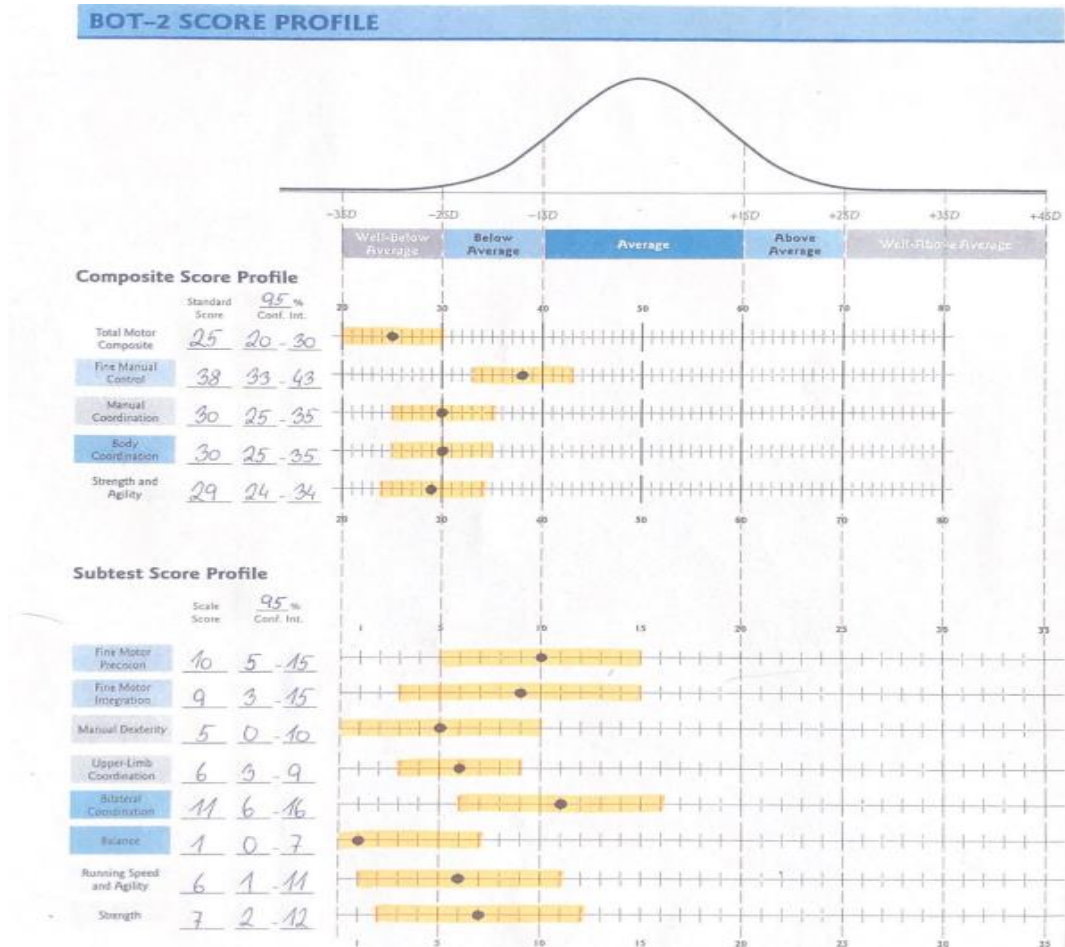 BOT–2 SCORE PROFILE
−3SD −2SD −1SD +1SD +2SD +3SD +4SD
Well-Below Average Below Average Average Above Average Well-Above Average
Composite Score Profile
Standard Score 95 % Conf. Int.
20 30 40 50 60 70 80
Total Motor Composite 25 20 - 30
Fine Manual Control 38 33 - 43
Manual Coordination 30 25 - 35
Body Coordination 30 25 - 35
Strength and Agility 29 24 - 34
20 30 40 50 60 70 80
Subtest Score Profile
Scale Score 95 % Conf. Int.
1 5 10 15 20 25 30 35
Fine Motor Precision 10 5 - 15
Fine Motor Integration 9 3 - 15
Manual Dexterity 5 0 - 10
Upper-Limb Coordination 6 3 - 9
Bilateral Coordination 11 6 - 16
Balance 1 0 - 7
Running Speed and Agility 6 1 - 11
Strength 7 2 - 12
1 5 10 15 20 25 30 35